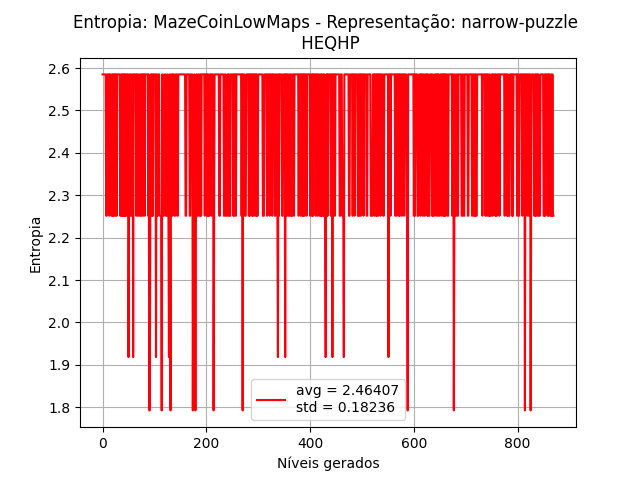 Entropia: MazeCoinLowMaps - Representação: narrow-puzzle
HEQHP
2.6
2.5
2.4
2.3
2.2
2.1
2.0
1.9
1.8
Entropia
avg = 2.46407
std = 0.18236
0 200 400 600 800
Níveis gerados